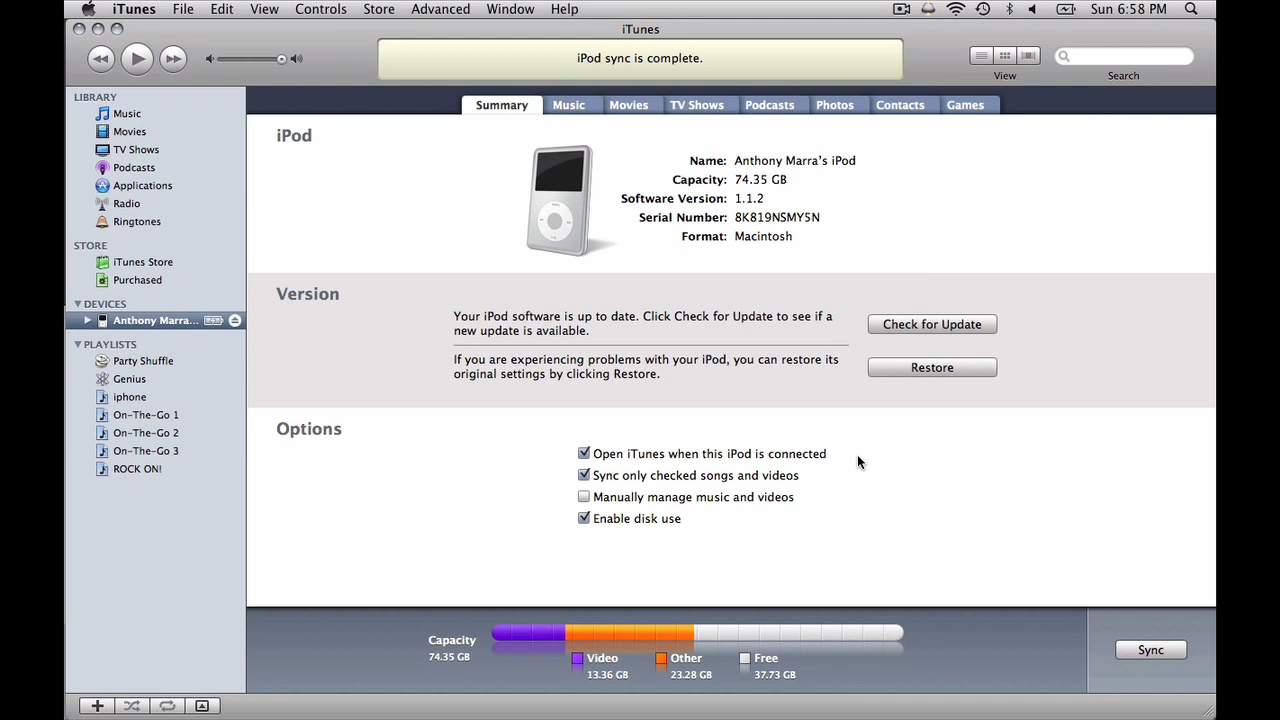 iTunes File Edit View Controls Store Advanced Window Help Sun 6:58 PM
iTunes
iPod sync is complete.
View
Search
LIBRARY
Music
Movies
TV Shows
Podcasts
Applications
Radio
Ringtones
STORE
iTunes Store
Purchased
DEVICES
Anthony Marra...
PLAYLISTS
Party Shuffle
Genius
iphone
On-The-Go 1
On-The-Go 2
On-The-Go 3
ROCK ON!
Summary Music Movies TV Shows Podcasts Photos Contacts Games
iPod
Name: Anthony Marra's iPod
Capacity: 74.35 GB
Software Version: 1.1.2
Serial Number: 8K819NSMY5N
Format: Macintosh
Version
Your iPod software is up to date. Click Check for Update to see if a
new update is available.
Check for Update
If you are experiencing problems with your iPod, you can restore its
original settings by clicking Restore.
Restore
Options
Open iTunes when this iPod is connected
Sync only checked songs and videos
Manually manage music and videos
Enable disk use
Capacity
74.35 GB
Video
13.36 GB
Other
23.28 GB
Free
37.73 GB
Sync